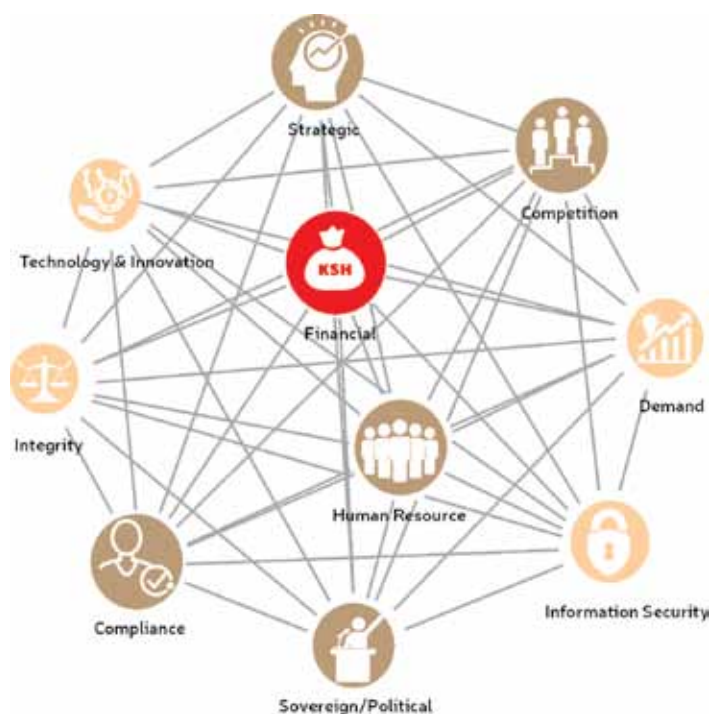 Strategic
Competition
Technology & Innovation
KSH
Financial
Demand
Integrity
Human Resource
Information Security
Compliance
Sovereign/Political